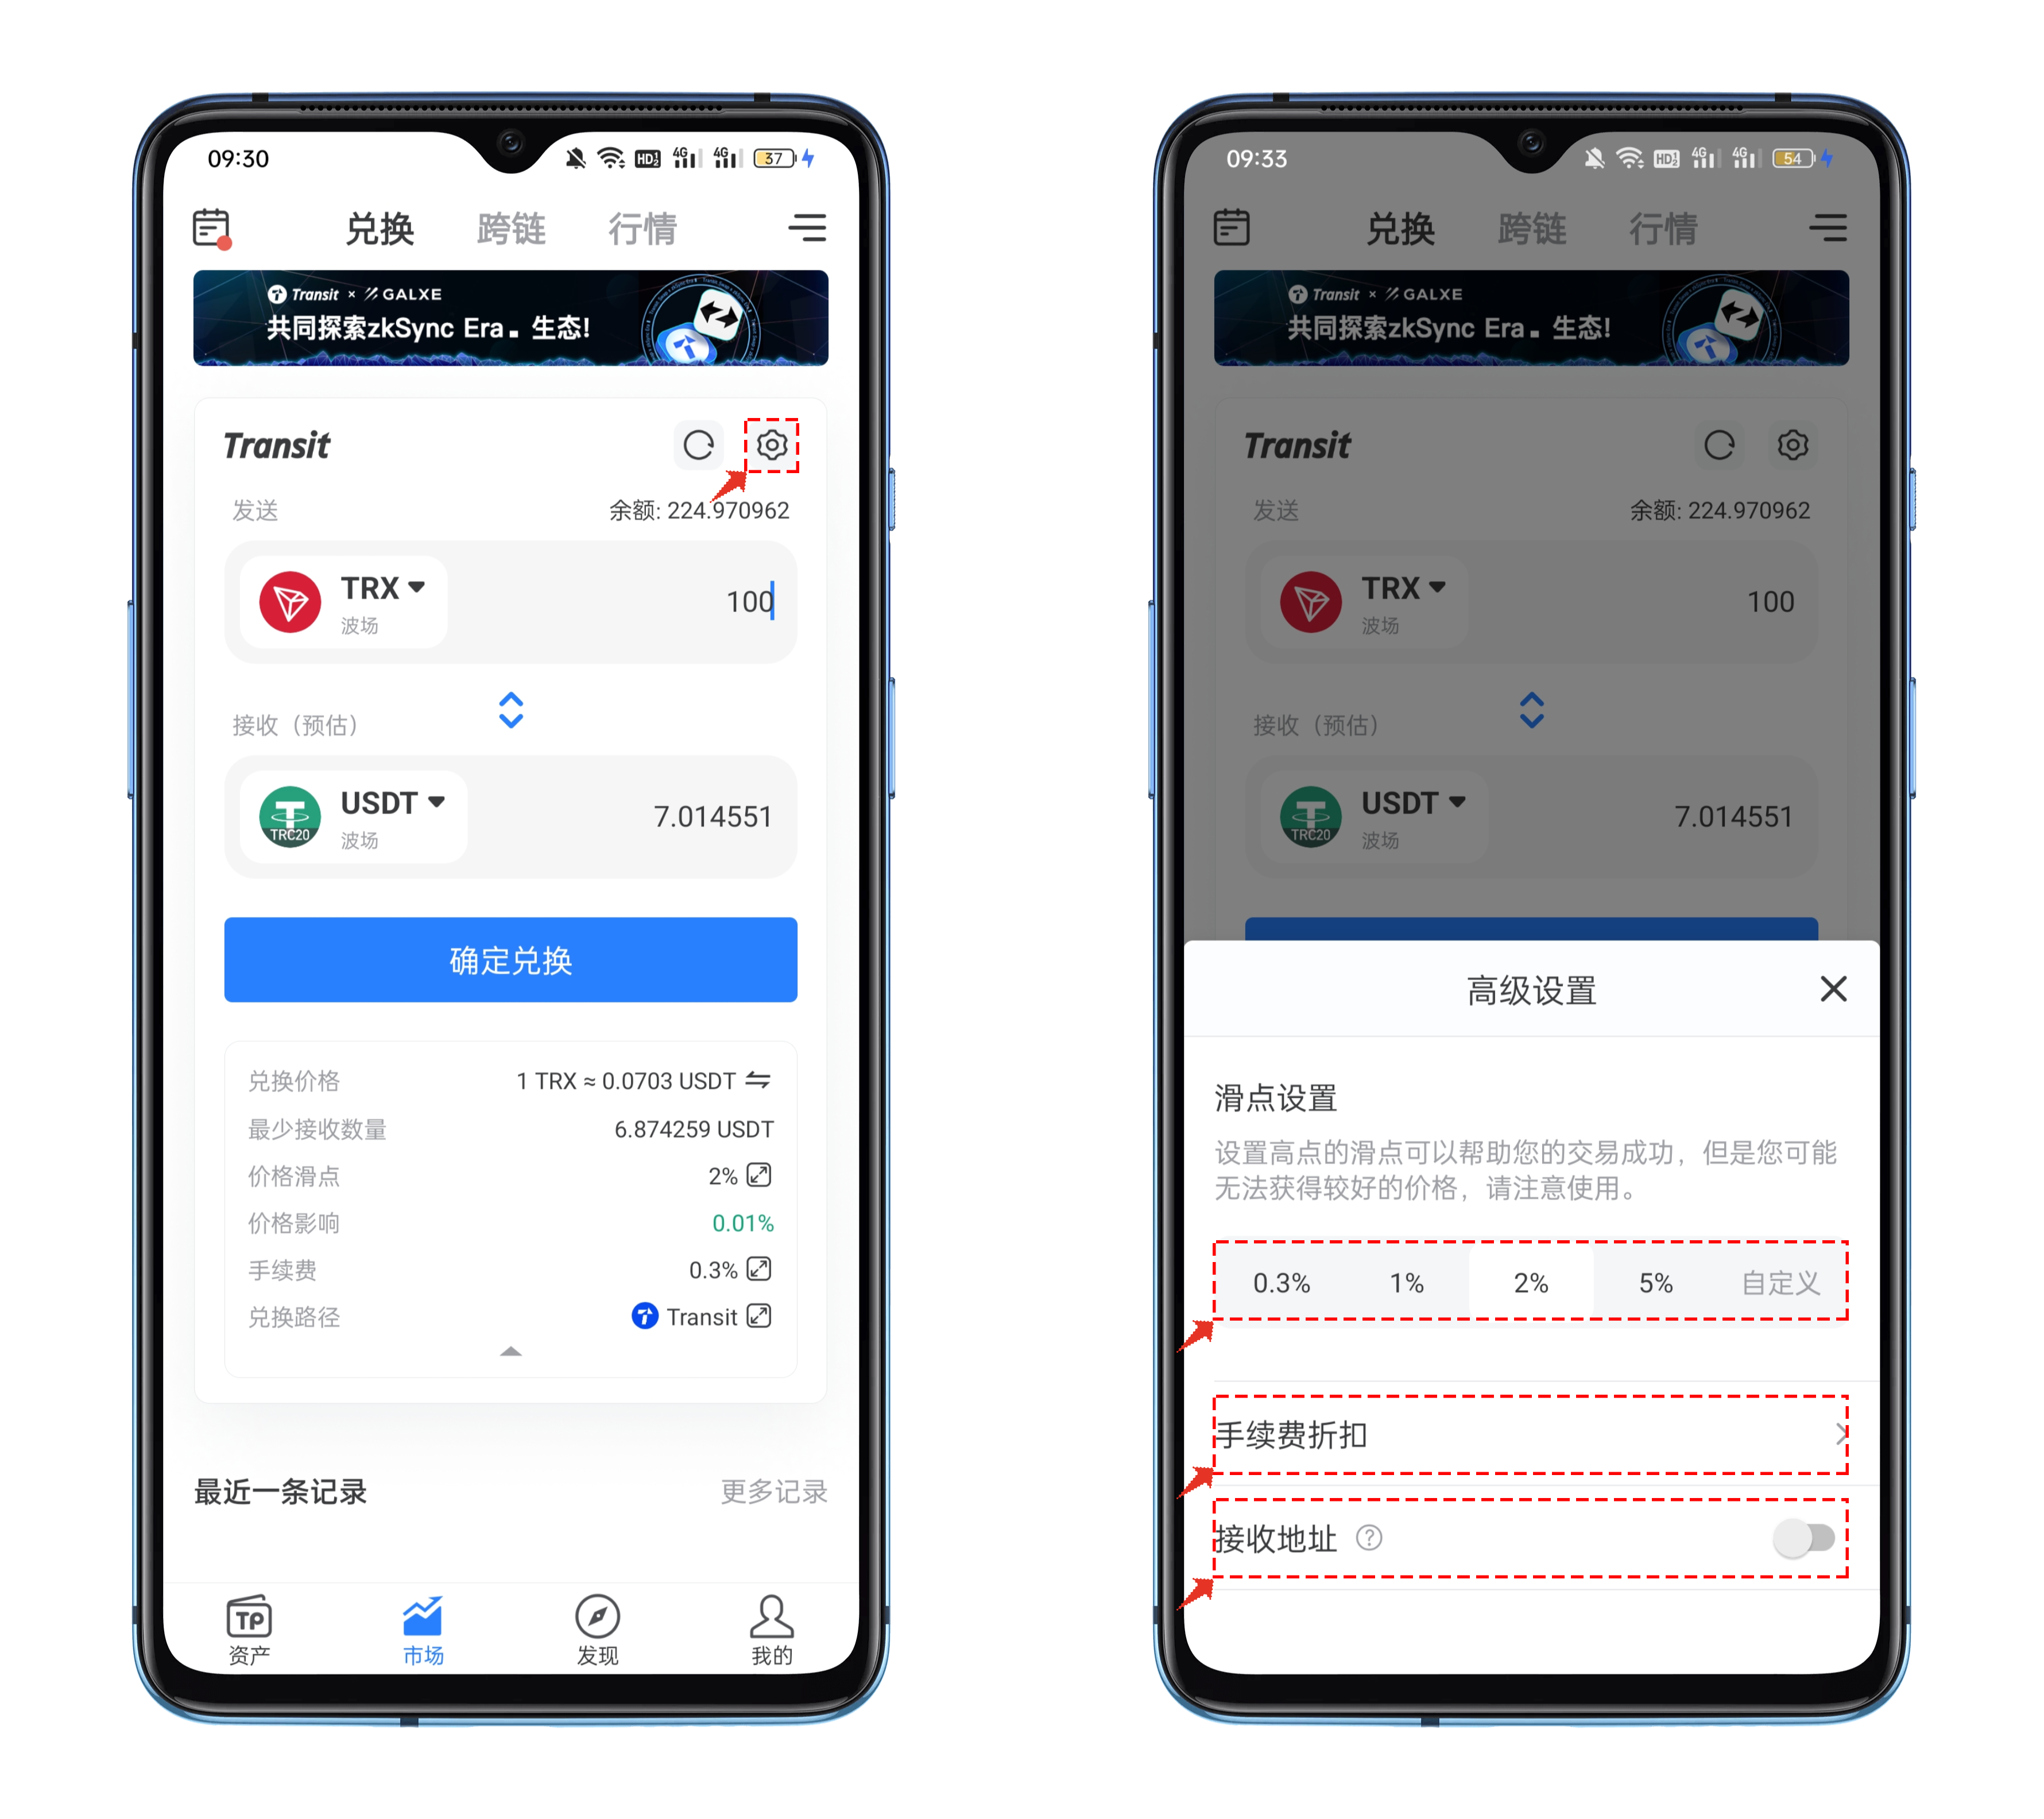 09:30
HD 1 2 4G 4G 37
兑换 跨链 行情
Transit × GALXE
共同探索zkSync Era. 生态!
Transit
发送 余额: 224.970962
TRX 100
波场
接收（预估）
USDT 7.014551
TRC20 波场
确定兑换
兑换价格 1 TRX ≈ 0.0703 USDT
最少接收数量 6.874259 USDT
价格滑点 2%
价格影响 0.01%
手续费 0.3%
兑换路径 Transit
最近一条记录 更多记录
TP
资产 市场 发现 我的
09:33
HD 1 2 4G 4G 54
兑换 跨链 行情
Transit × GALXE
共同探索zkSync Era. 生态!
Transit
发送 余额: 224.970962
TRX 100
波场
接收（预估）
USDT 7.014551
TRC20 波场
高级设置
滑点设置
设置高点的滑点可以帮助您的交易成功，但是您可能
无法获得较好的价格，请注意使用。
0.3% 1% 2% 5% 自定义
手续费折扣
接收地址 ?